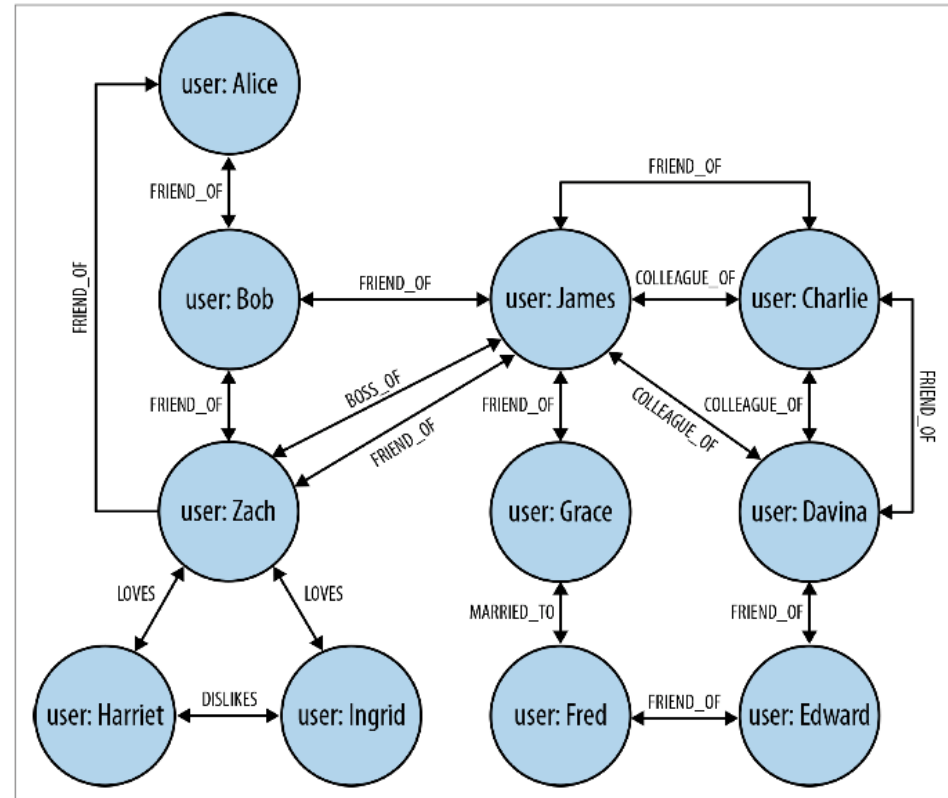 user: Alice
FRIEND_OF
FRIEND_OF
FRIEND_OF
user: Bob
FRIEND_OF
user: James
COLLEAGUE_OF
user: Charlie
FRIEND_OF
BOSS_OF
FRIEND_OF
FRIEND_OF
COLLEAGUE_OF
COLLEAGUE_OF
FRIEND_OF
FRIEND_OF
user: Zach
user: Grace
user: Davina
LOVES
LOVES
MARRIED_TO
FRIEND_OF
user: Harriet
DISLIKES
user: Ingrid
user: Fred
FRIEND_OF
user: Edward